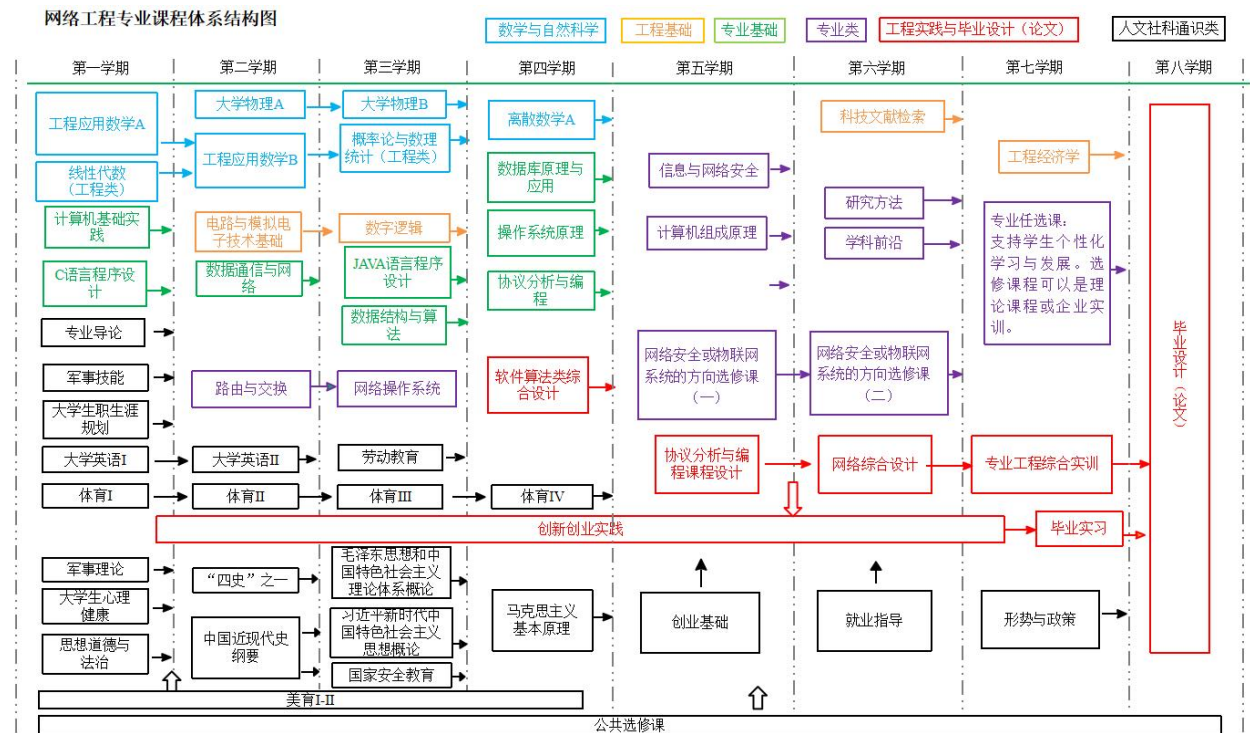 网络工程专业课程体系结构图
数学与自然科学
工程基础
专业基础
专业类
工程实践与毕业设计（论文）
人文社科通识类
第一学期
第二学期
第三学期
第四学期
第五学期
第六学期
第七学期
第八学期
工程应用数学A
线性代数
（工程类）
计算机基础实
践
C语言程序设
计
专业导论
军事技能
大学生职生涯
规划
大学英语I
体育I
大学物理A
工程应用数学B
电路与模拟电
子技术基础
数据通信与网
络
路由与交换
大学英语II
体育II
大学物理B
概率论与数理
统计（工程类）
数字逻辑
JAVA语言程序
设计
数据结构与算
法
网络操作系统
劳动教育
体育III
离散数学A
数据库原理与
应用
操作系统原理
协议分析与编
程
软件算法类综
合设计
体育IV
信息与网络安全
计算机组成原理
网络安全或物联网
系统的方向选修课
（一）
协议分析与编
程课程设计
科技文献检索
研究方法
学科前沿
网络安全或物联网
系统的方向选修课
（二）
网络综合设计
工程经济学
专业任选课：
支持学生个性化
学习与发展。选
修课程可以是理
论课程或企业实
训。
专业工程综合实训
毕业设计（论文）
创新创业实践
毕业实习
军事理论
大学生心理
健康
思想道德与
法治
“四史”之一
中国近现代史
纲要
毛泽东思想和中
国特色社会主义
理论体系概论
习近平新时代中
国特色社会主义
思想概论
国家安全教育
马克思主义
基本原理
创业基础
就业指导
形势与政策
美育I-II
公共选修课